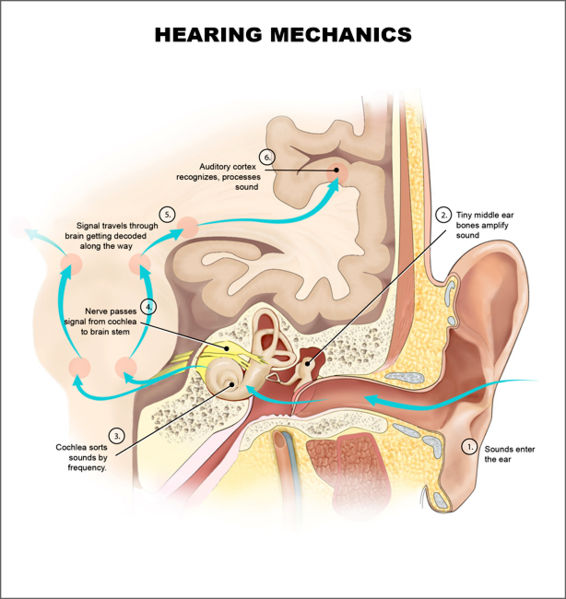 HEARING MECHANICS
6.
Auditory cortex
recognizes, processes
sound
5.
Signal travels through
brain getting decoded
along the way
2.
Tiny middle ear
bones amplify
sound
4.
Nerve passes
signal from cochlea
to brain stem
3.
Cochlea sorts
sounds by
frequency.
1.
Sounds enter
the ear